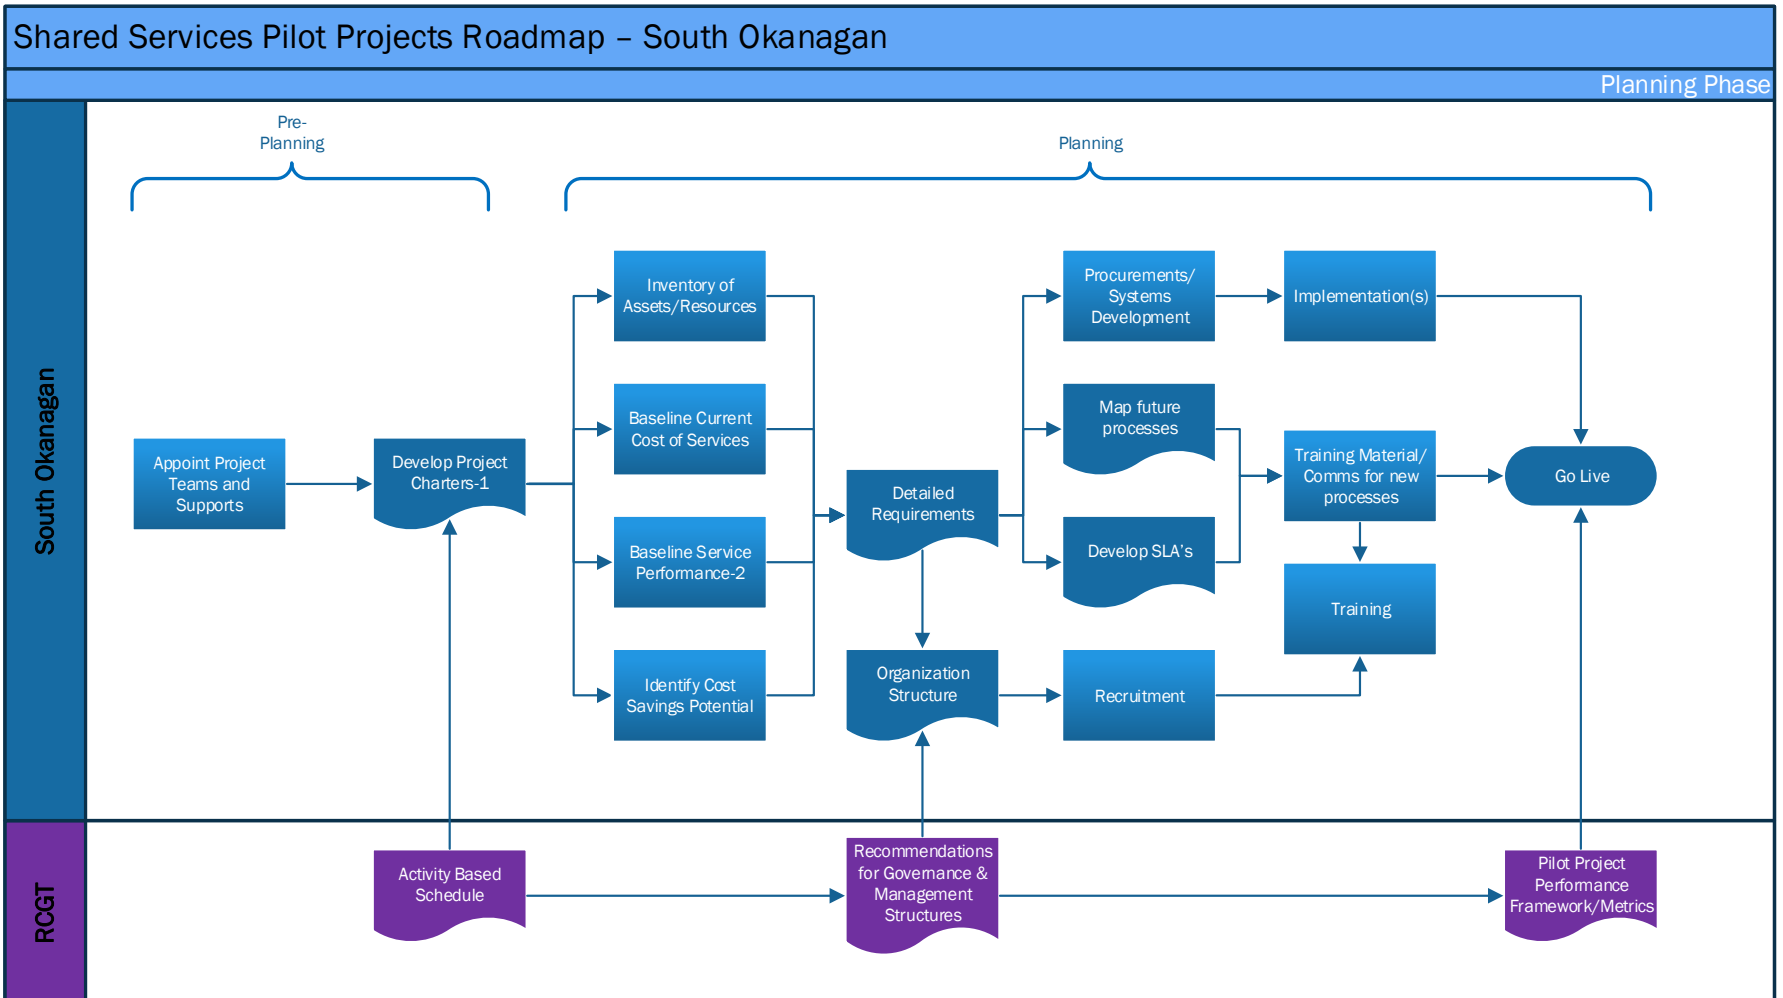 Shared Services Pilot Projects Roadmap – South Okanagan
Planning Phase
South Okanagan
Pre-
Planning
Planning
Appoint Project
Teams and
Supports
Develop Project
Charters-1
Inventory of
Assets/Resources
Baseline Current
Cost of Services
Baseline Service
Performance-2
Identify Cost
Savings Potential
Detailed
Requirements
Organization
Structure
Procurements/
Systems
Development
Map future
processes
Develop SLA's
Recruitment
Implementation(s)
Training Material/
Comms for new
processes
Training
Go Live
RCGT
Activity Based
Schedule
Recommendations
for Governance &
Management
Structures
Pilot Project
Performance
Framework/Metrics